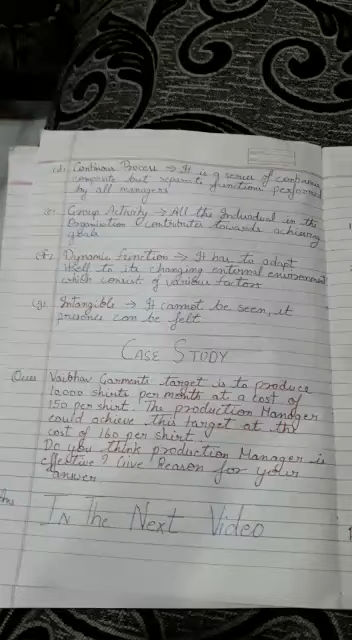 (d) Continous Process → It is a series of continous
composite but separate functions performed
by all managers
(e) Group Activity → All the Individual in the
Organisation contributes towards achieving
goals
(f) Dynamic function → It has to adapt
itself to its changing external environment
which consist of various factors
(g) Intangible → It cannot be seen, it
presence can be felt
CASE STUDY
Ques Vaibhav Garments target is to produce
10,000 shirts per month at a cost of
150 per shirt. The production Manager
could achieve this target at the
cost of 160 per shirt.
Do you think production Manager is
effective? Give Reason for your
answer
Ans
IN The Next Video